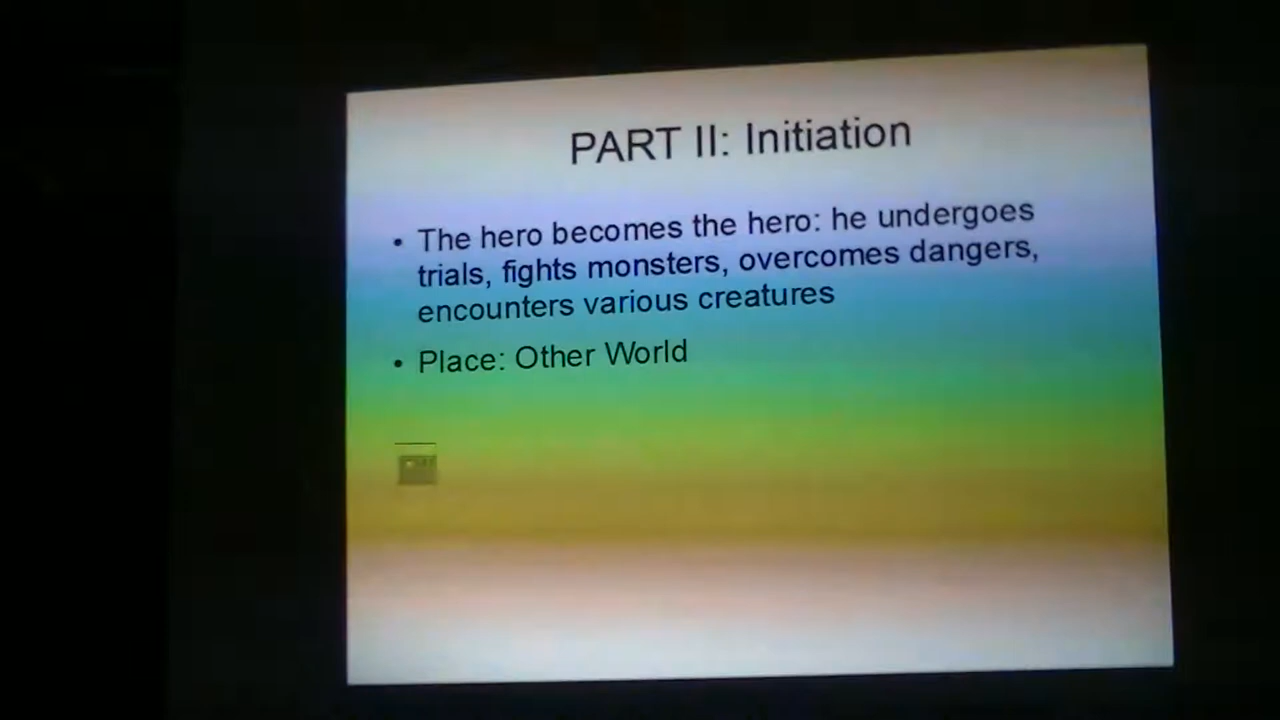 PART II: Initiation
• The hero becomes the hero: he undergoes
trials, fights monsters, overcomes dangers,
encounters various creatures
• Place: Other World